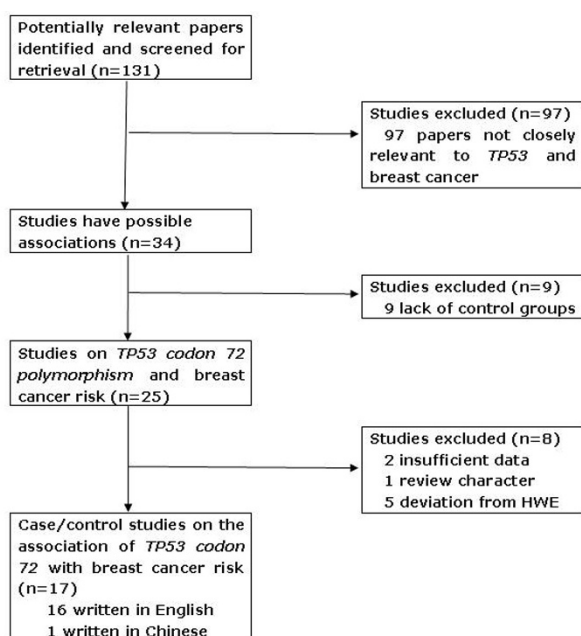 Potentially relevant papers
identified and screened for
retrieval (n=131)
Studies excluded (n=97)
97 papers not closely
relevant to TP53 and
breast cancer
Studies have possible
associations (n=34)
Studies excluded (n=9)
9 lack of control groups
Studies on TP53 codon 72
polymorphism and breast
cancer risk (n=25)
Studies excluded (n=8)
2 insufficient data
1 review character
5 deviation from HWE
Case/control studies on the
association of TP53 codon
72 with breast cancer risk
(n=17)
16 written in English
1 written in Chinese